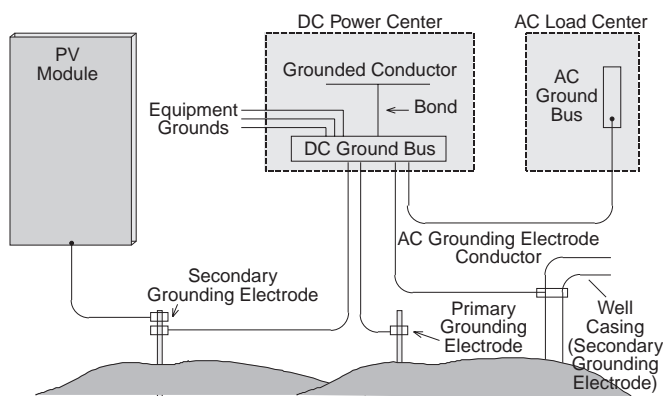 DC Power Center
AC Load Center
PV
Module
Grounded Conductor
AC
Ground
Bus
Equipment
Grounds
Bond
DC Ground Bus
AC Grounding Electrode
Conductor
Secondary
Grounding Electrode
Primary
Grounding
Electrode
Well
Casing
(Secondary
Grounding
Electrode)